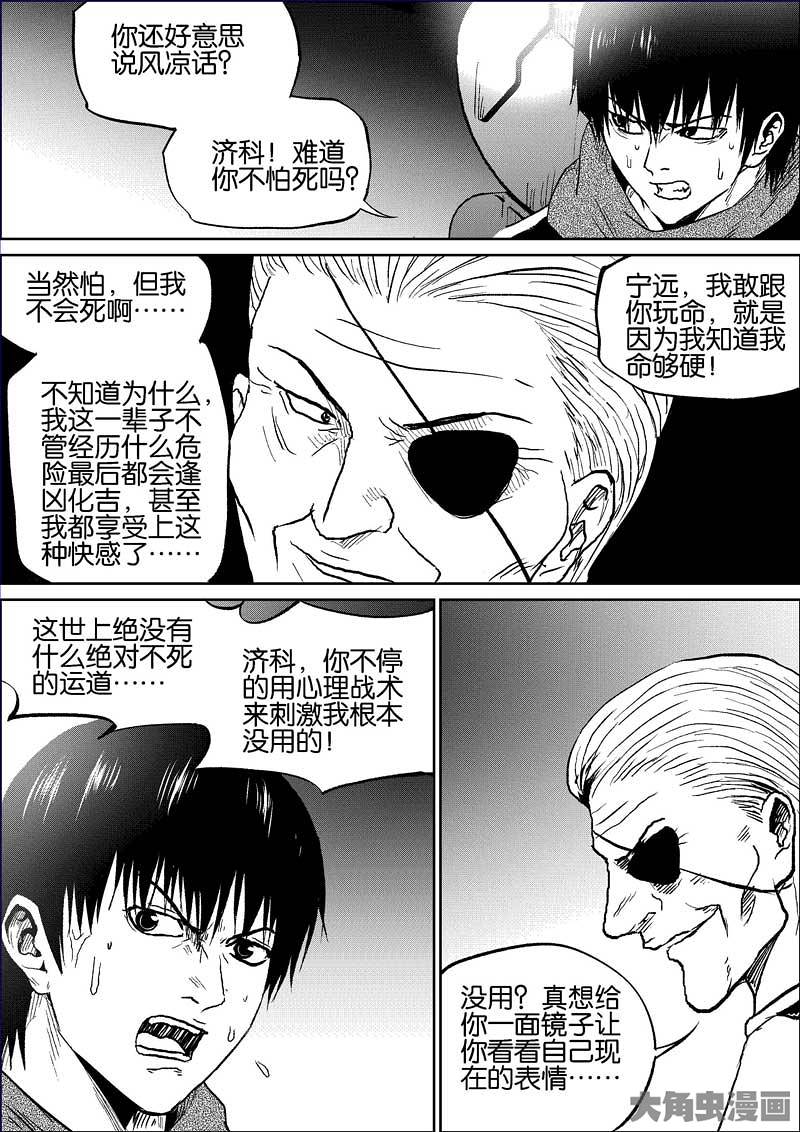 你还好意思
说风凉话？
济科！难道
你不怕死吗？
当然怕，但我
不会死啊……
不知道为什么，
我这一辈子不
管经历什么危
险最后都会逢
凶化吉，甚至
我都享受上这
种快感了……
宁远，我敢跟
你玩命，就是
因为我知道我
命够硬！
这世上绝没有
什么绝对不死
的运道……
济科，你不停
的用心理战术
来刺激我根本
没用的！
没用？真想给
你一面镜子让
你看看自己现
在的表情……
大角虫漫画